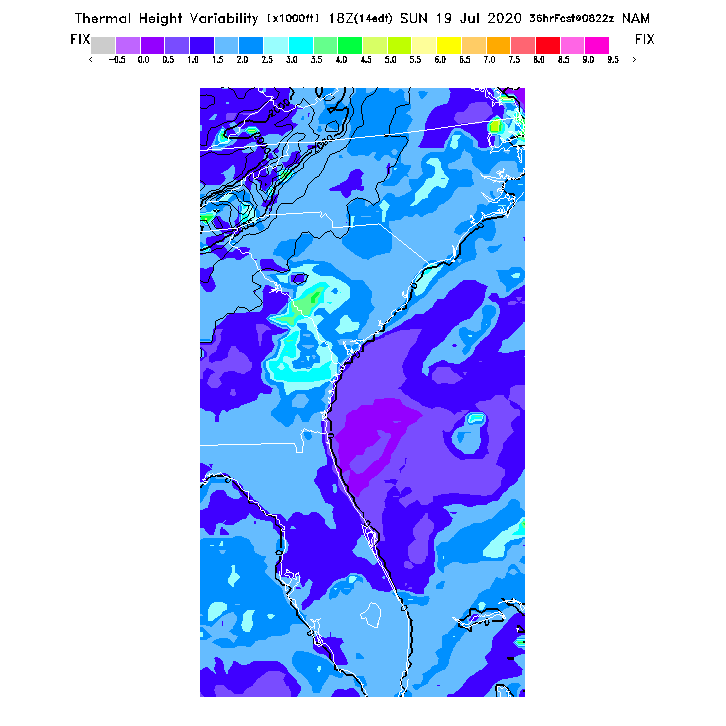 Thermal Height Variability [x1000ft] 18Z(14edt) SUN 19 Jul 2020 36hrFcst@0822z NAM
FIX FIX
< -0.5 0.0 0.5 1.0 1.5 2.0 2.5 3.0 3.5 4.0 4.5 5.0 5.5 6.0 6.5 7.0 7.5 8.0 8.5 9.0 9.5 >